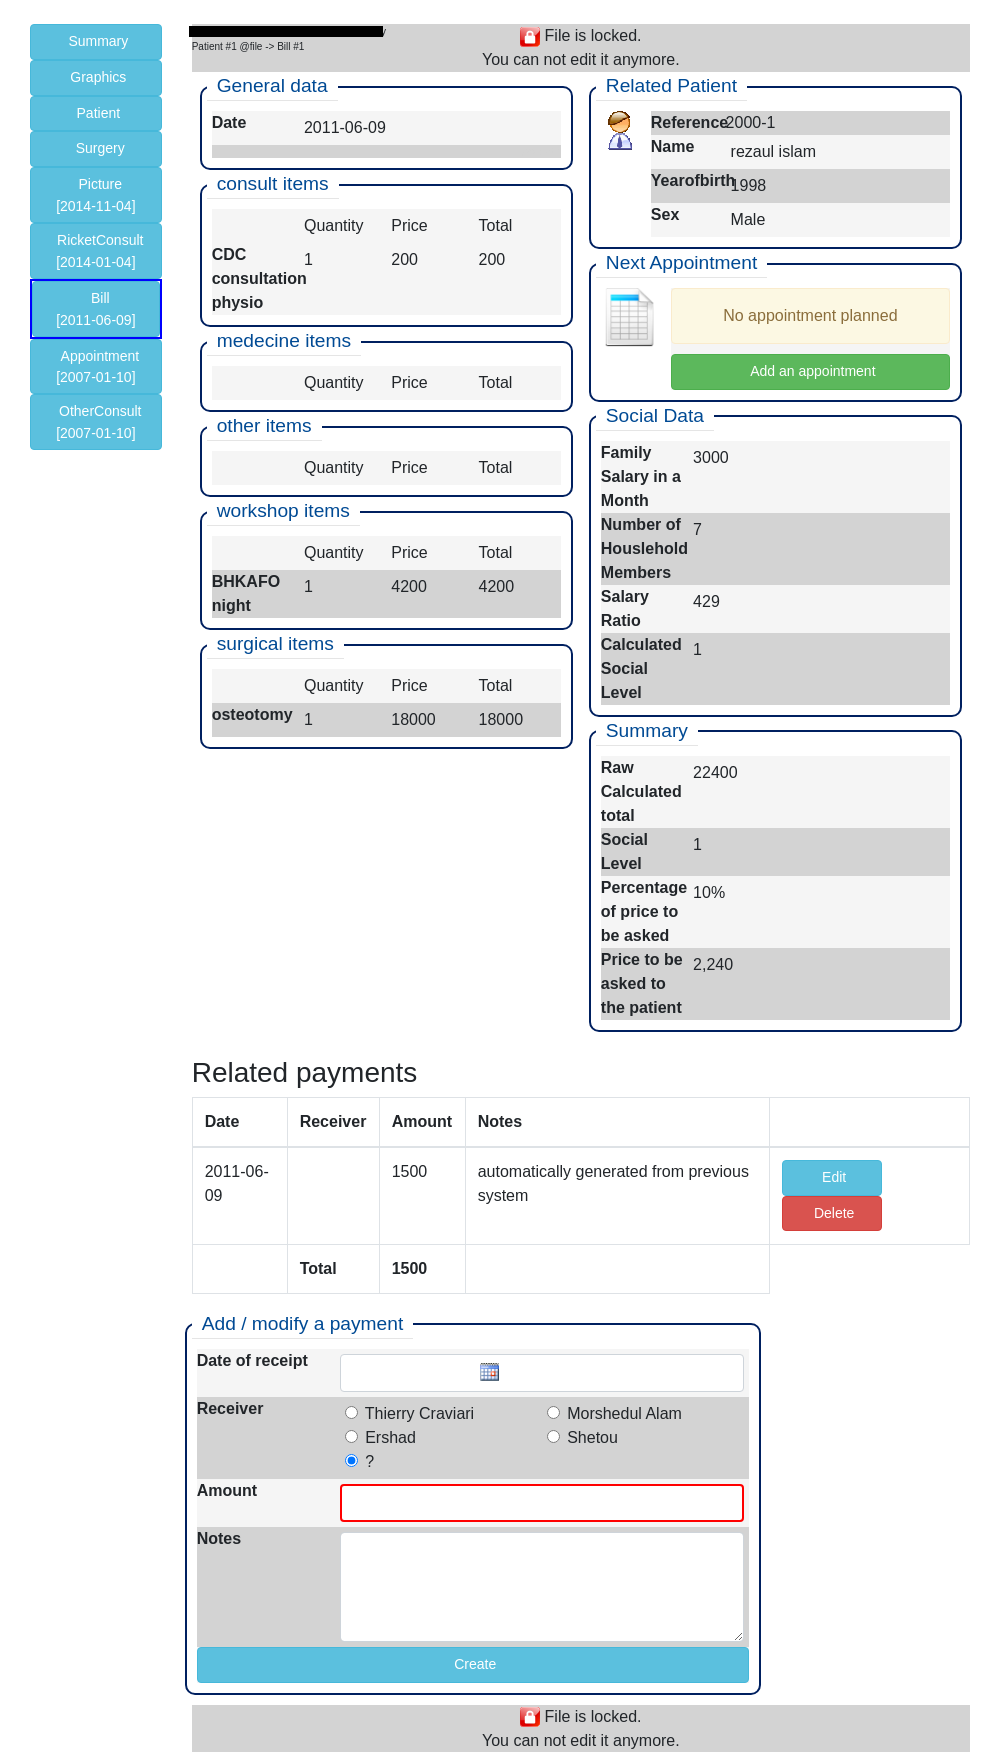 Summary
Graphics
Patient
Surgery
Picture
[2014-11-04]
RicketConsult
[2014-01-04]
Bill
[2011-06-09]
Appointment
[2007-01-10]
OtherConsult
[2007-01-10]
Patient #1 @file -> Bill #1
File is locked.
You can not edit it anymore.
General data
Date 2011-06-09
consult items
Quantity Price Total
CDC 1 200 200
consultation
physio
medecine items
Quantity Price Total
other items
Quantity Price Total
workshop items
Quantity Price Total
BHKAFO 1 4200 4200
night
surgical items
Quantity Price Total
osteotomy 1 18000 18000
Related Patient
Reference 2000-1
Name rezaul islam
Yearofbirth 1998
Sex Male
Next Appointment
No appointment planned
Add an appointment
Social Data
Family 3000
Salary in a
Month
Number of 7
Houslehold
Members
Salary 429
Ratio
Calculated 1
Social
Level
Summary
Raw 22400
Calculated
total
Social 1
Level
Percentage 10%
of price to
be asked
Price to be 2,240
asked to
the patient
Related payments
Date Receiver Amount Notes
2011-06- 1500 automatically generated from previous Edit
09 system
Delete
Total 1500
Add / modify a payment
Date of receipt
Receiver Thierry Craviari Morshedul Alam
Ershad Shetou
?
Amount
Notes
Create
File is locked.
You can not edit it anymore.